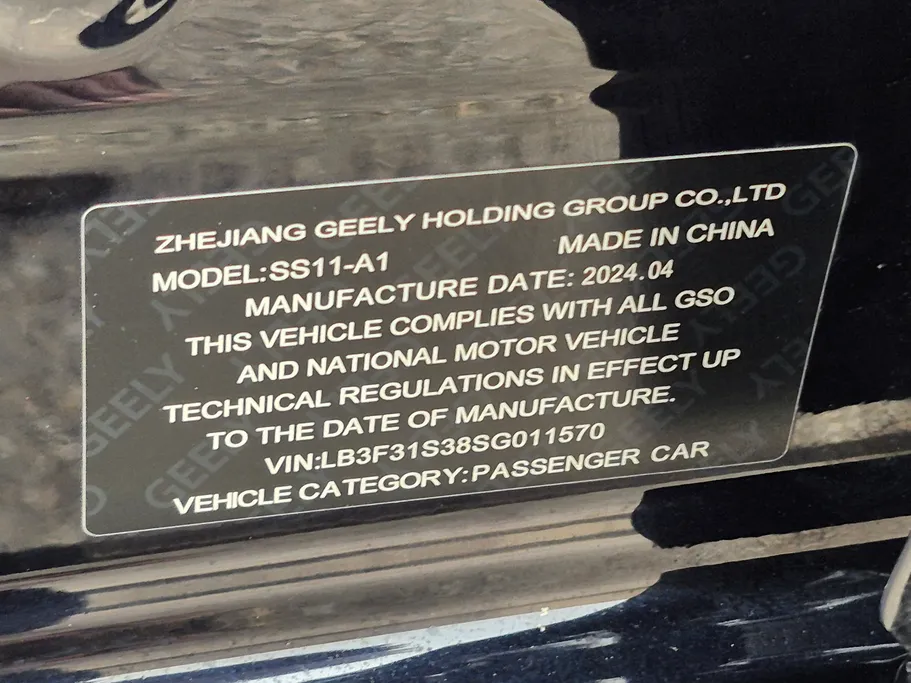 ZHEJIANG GEELY HOLDING GROUP CO.,LTD
MODEL:SS11-A1 MADE IN CHINA
MANUFACTURE DATE: 2024.04
THIS VEHICLE COMPLIES WITH ALL GSO
AND NATIONAL MOTOR VEHICLE
TECHNICAL REGULATIONS IN EFFECT UP
TO THE DATE OF MANUFACTURE.
VIN:LB3F31S38SG011570
VEHICLE CATEGORY:PASSENGER CAR